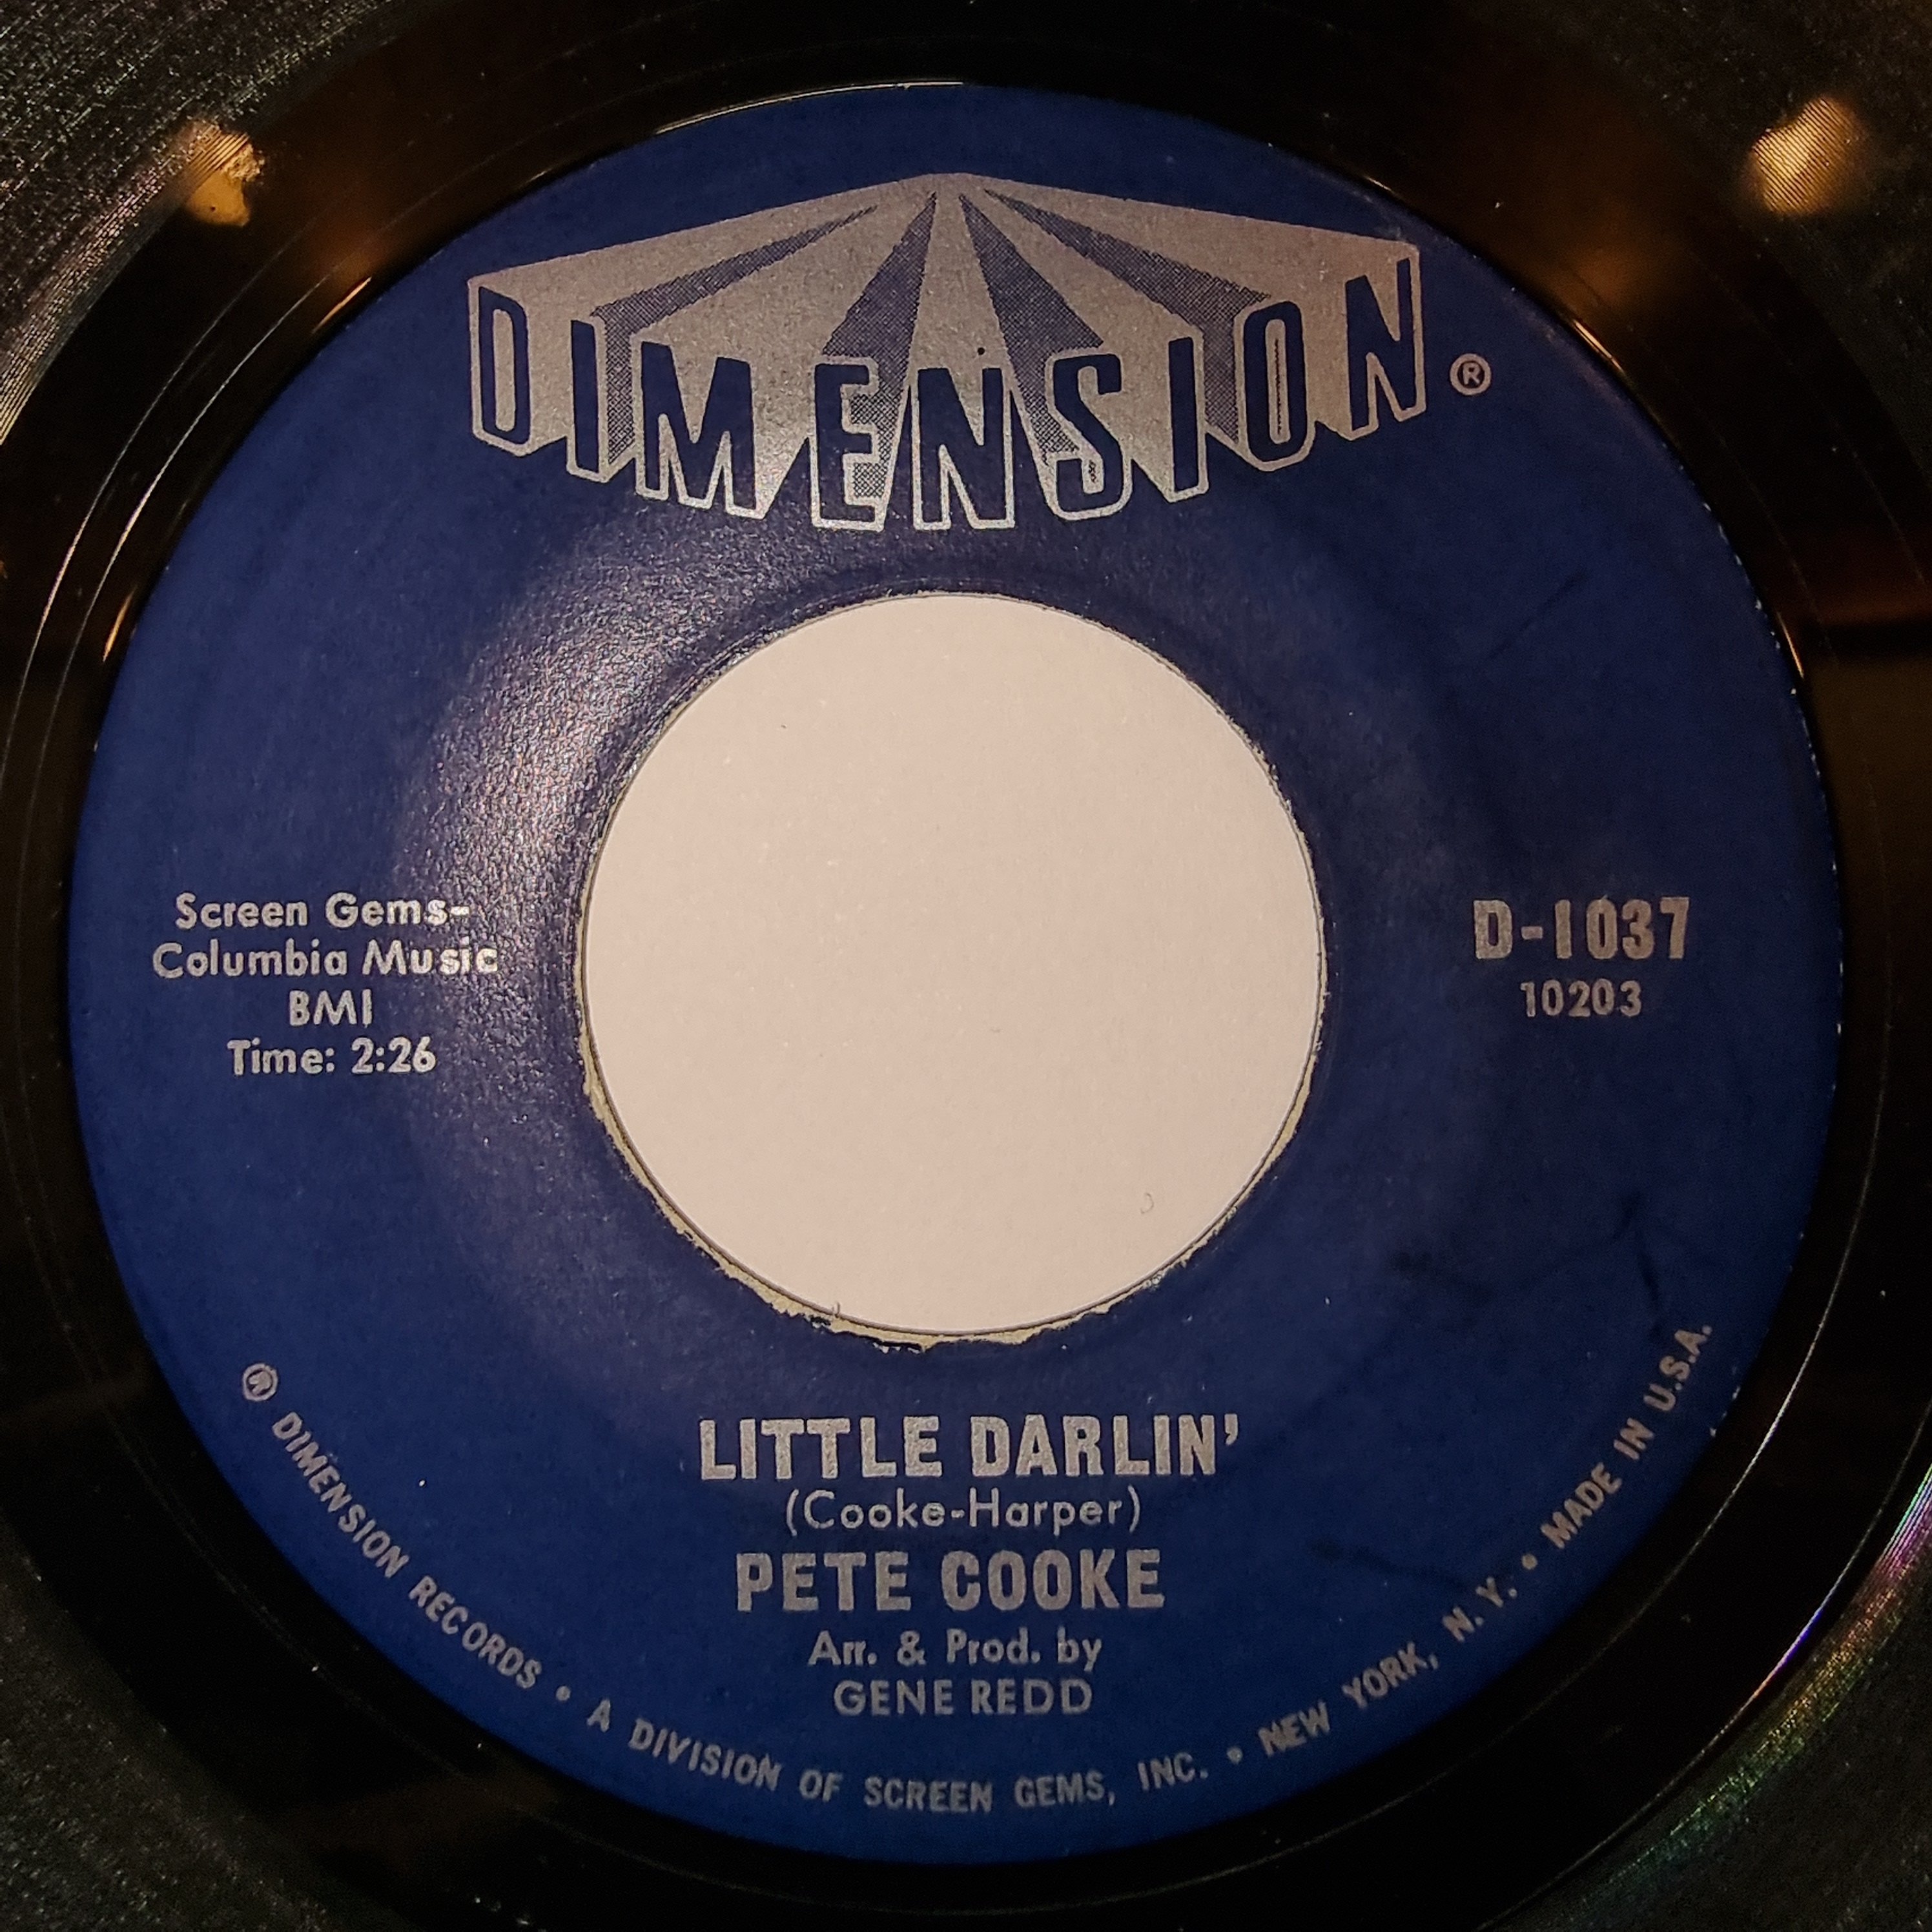 DIMENSION®
Screen Gems-
Columbia Music
BMI
Time: 2:26
D-1037
10203
LITTLE DARLIN'
(Cooke-Harper)
PETE COOKE
Arr. & Prod. by
GENE REDD
℗ DIMENSION RECORDS • A DIVISION OF SCREEN GEMS, INC. • NEW YORK, N.Y. • MADE IN U.S.A.